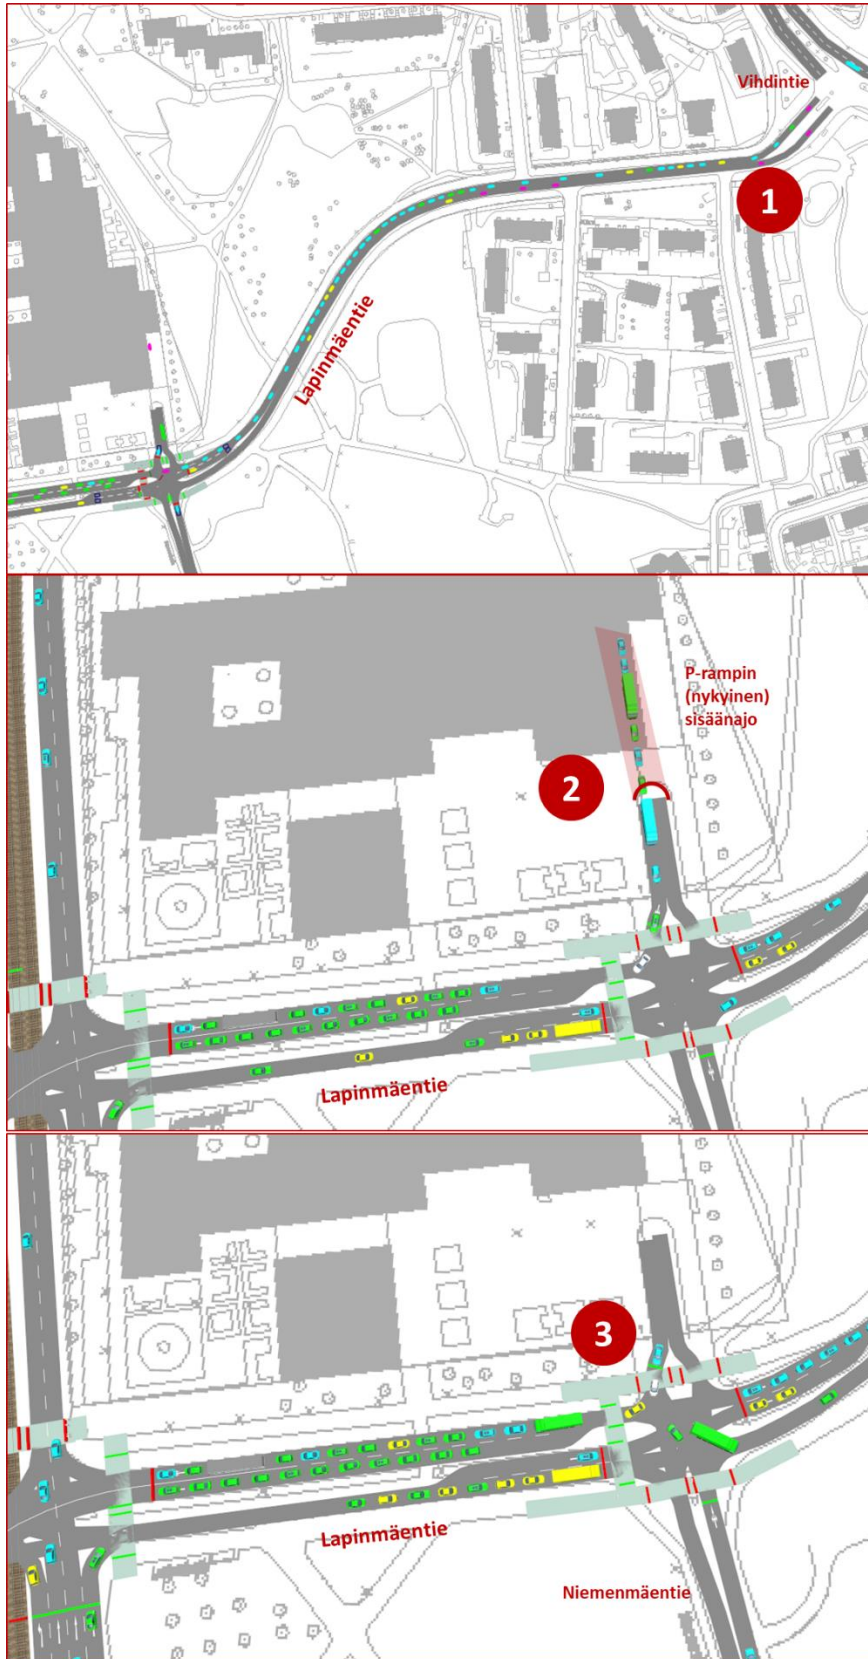 Vihdintie
1
Lapinmäentie
P-rampin
(nykyinen)
sisäänajo
2
Lapinmäentie
3
Lapinmäentie
Niemenmäentie